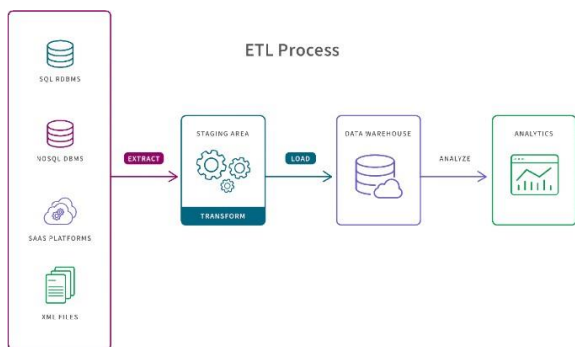 ETL Process
SQL RDBMS
NOSQL DBMS
SAAS PLATFORMS
XML FILES
EXTRACT
STAGING AREA
TRANSFORM
LOAD
DATA WAREHOUSE
ANALYZE
ANALYTICS